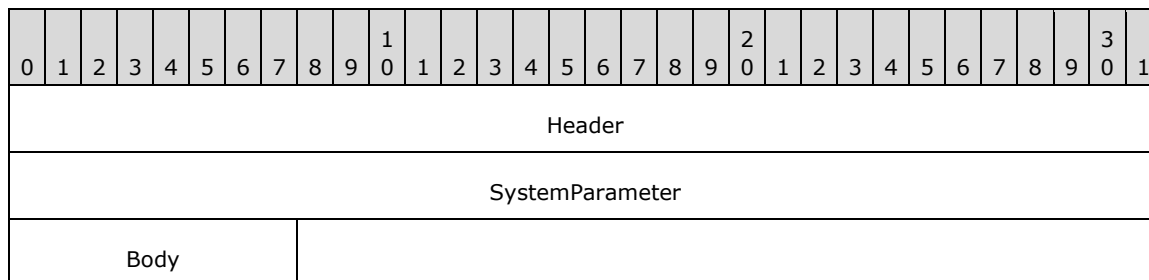 1 2 3
0 1 2 3 4 5 6 7 8 9 0 1 2 3 4 5 6 7 8 9 0 1 2 3 4 5 6 7 8 9 0 1
Header
SystemParameter
Body